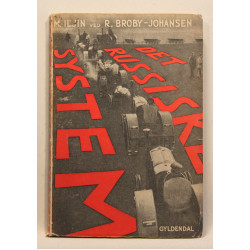 M. ILJIN VED R. BROBY-JOHANSEN
DET
RUSSISKE
SYSTEM
GYLDENDAL